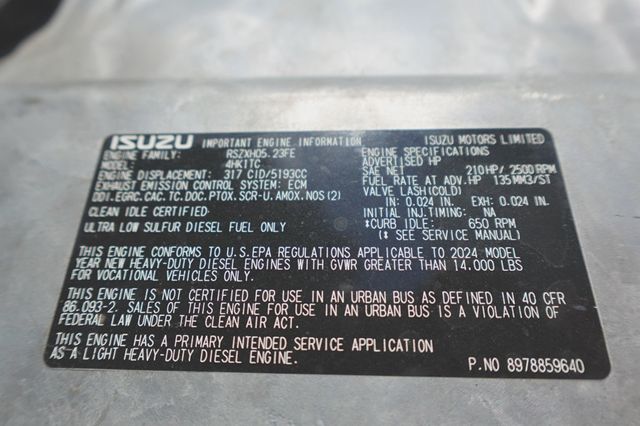 ISUZU IMPORTANT ENGINE INFORMATION ISUZU MOTORS LIMITED
ENGINE FAMILY: RSZXH05.23FE
MODEL: 4HK1TC
ENGINE DISPLACEMENT: 317 CID/5193CC
EXHAUST EMISSION CONTROL SYSTEM: ECM
DDI.EGRC.CAC.TC.DOC.PTOX.SCR-U.AMOX.NOS(2)
CLEAN IDLE CERTIFIED
ULTRA LOW SULFUR DIESEL FUEL ONLY
ENGINE SPECIFICATIONS
ADVERTISED HP
SAE NET 210HP/ 2500RPM
FUEL RATE AT ADV.HP 135MM3/ST
VALVE LASH(COLD)
IN: 0.024 IN. EXH: 0.024 IN.
INITIAL INJ.TIMING: NA
*CURB IDLE: 650 RPM
(* SEE SERVICE MANUAL)
THIS ENGINE CONFORMS TO U.S.EPA REGULATIONS APPLICABLE TO 2024 MODEL
YEAR NEW HEAVY-DUTY DIESEL ENGINES WITH GVWR GREATER THAN 14.000 LBS
FOR VOCATIONAL VEHICLES ONLY.
THIS ENGINE IS NOT CERTIFIED FOR USE IN AN URBAN BUS AS DEFINED IN 40 CFR
86.093-2. SALES OF THIS ENGINE FOR USE IN AN URBAN BUS IS A VIOLATION OF
FEDERAL LAW UNDER THE CLEAN AIR ACT.
THIS ENGINE HAS A PRIMARY INTENDED SERVICE APPLICATION
AS A LIGHT HEAVY-DUTY DIESEL ENGINE.
P.NO 8978859640